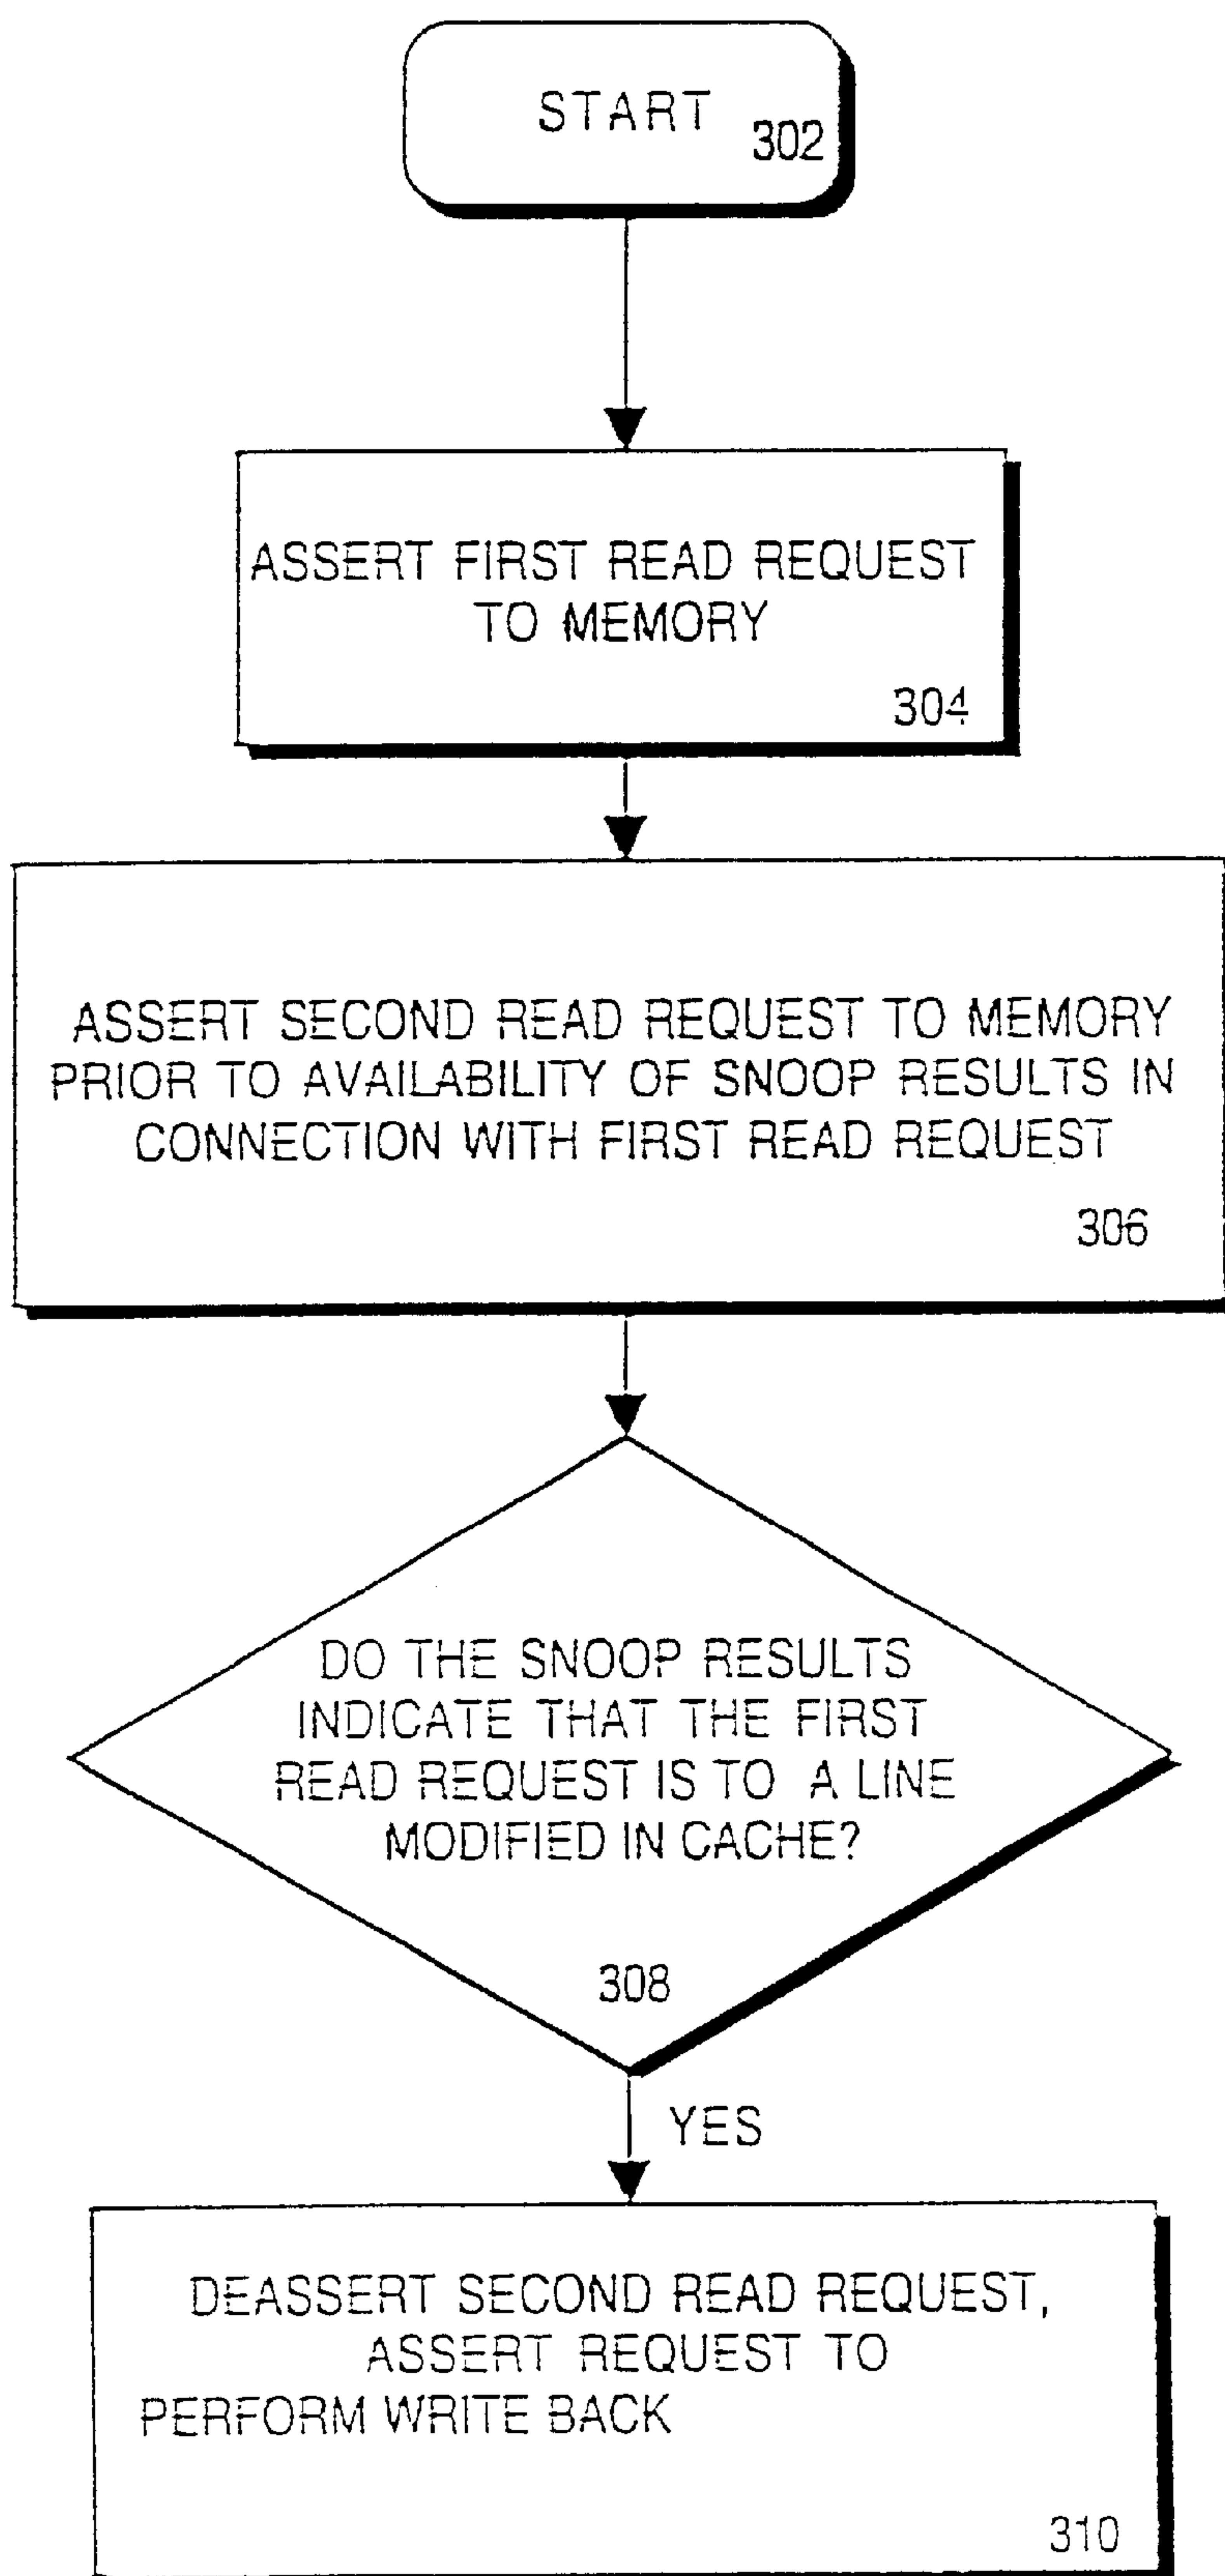 START
302
ASSERT FIRST READ REQUEST
TO MEMORY
304
ASSERT SECOND READ REQUEST TO MEMORY
PRIOR TO AVAILABILITY OF SNOOP RESULTS IN
CONNECTION WITH FIRST READ REQUEST
306
DO THE SNOOP RESULTS
INDICATE THAT THE FIRST
READ REQUEST IS TO A LINE
MODIFIED IN CACHE?
308
YES
DEASSERT SECOND READ REQUEST,
ASSERT REQUEST TO
PERFORM WRITE BACK
310